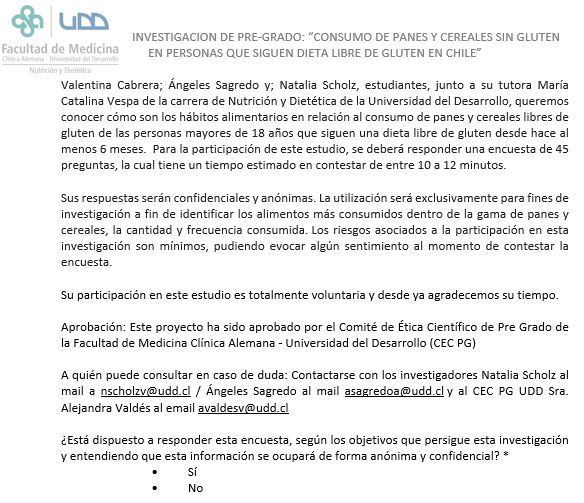 UDD
Facultad de Medicina
Clínica Alemana - Universidad del Desarrollo
Nutrición y Dietética
INVESTIGACION DE PRE-GRADO: “CONSUMO DE PANES Y CEREALES SIN GLUTEN
EN PERSONAS QUE SIGUEN DIETA LIBRE DE GLUTEN EN CHILE”
Valentina Cabrera; Ángeles Sagredo y; Natalia Scholz, estudiantes, junto a su tutora María
Catalina Vespa de la carrera de Nutrición y Dietética de la Universidad del Desarrollo, queremos
conocer cómo son los hábitos alimentarios en relación al consumo de panes y cereales libres de
gluten de las personas mayores de 18 años que siguen una dieta libre de gluten desde hace al
menos 6 meses. Para la participación de este estudio, se deberá responder una encuesta de 45
preguntas, la cual tiene un tiempo estimado en contestar de entre 10 a 12 minutos.
Sus respuestas serán confidenciales y anónimas. La utilización será exclusivamente para fines de
investigación a fin de identificar los alimentos más consumidos dentro de la gama de panes y
cereales, la cantidad y frecuencia consumida. Los riesgos asociados a la participación en esta
investigación son mínimos, pudiendo evocar algún sentimiento al momento de contestar la
encuesta.
Su participación en este estudio es totalmente voluntaria y desde ya agradecemos su tiempo.
Aprobación: Este proyecto ha sido aprobado por el Comité de Ética Científico de Pre Grado de
la Facultad de Medicina Clínica Alemana - Universidad del Desarrollo (CEC PG)
A quién puede consultar en caso de duda: Contactarse con los investigadores Natalia Scholz al
mail a nscholzv@udd.cl / Ángeles Sagredo al mail asagredoa@udd.cl y al CEC PG UDD Sra.
Alejandra Valdés al email avaldesv@udd.cl
¿Está dispuesto a responder esta encuesta, según los objetivos que persigue esta investigación
y entendiendo que esta información se ocupará de forma anónima y confidencial? *
• Sí
• No